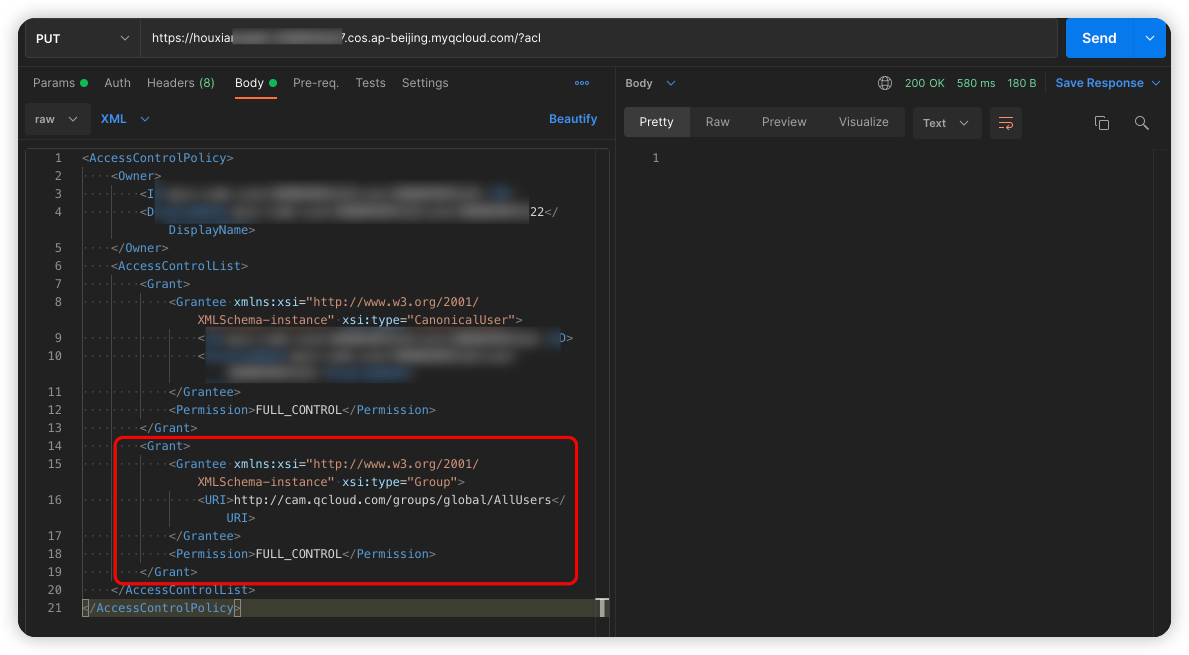 PUT
https://houxia
7.cos.ap-beijing.myqcloud.com/?acl
Send
Params
Auth
Headers (8)
Body
Pre-req.
Tests
Settings
raw
XML
Beautify
1 <AccessControlPolicy>
2 <Owner>
3 <I
4 <D 22</
DisplayName>
5 </Owner>
6 <AccessControlList>
7 <Grant>
8 <Grantee xmlns:xsi="http://www.w3.org/2001/
XMLSchema-instance" xsi:type="CanonicalUser">
9 < D>
10 <
11 </Grantee>
12 <Permission>FULL_CONTROL</Permission>
13 </Grant>
14 <Grant>
15 <Grantee xmlns:xsi="http://www.w3.org/2001/
XMLSchema-instance" xsi:type="Group">
16 <URI>http://cam.qcloud.com/groups/global/AllUsers</
URI>
17 </Grantee>
18 <Permission>FULL_CONTROL</Permission>
19 </Grant>
20 </AccessControlList>
21 </AccessControlPolicy>
Body
200 OK 580 ms 180 B
Save Response
Pretty
Raw
Preview
Visualize
Text
1